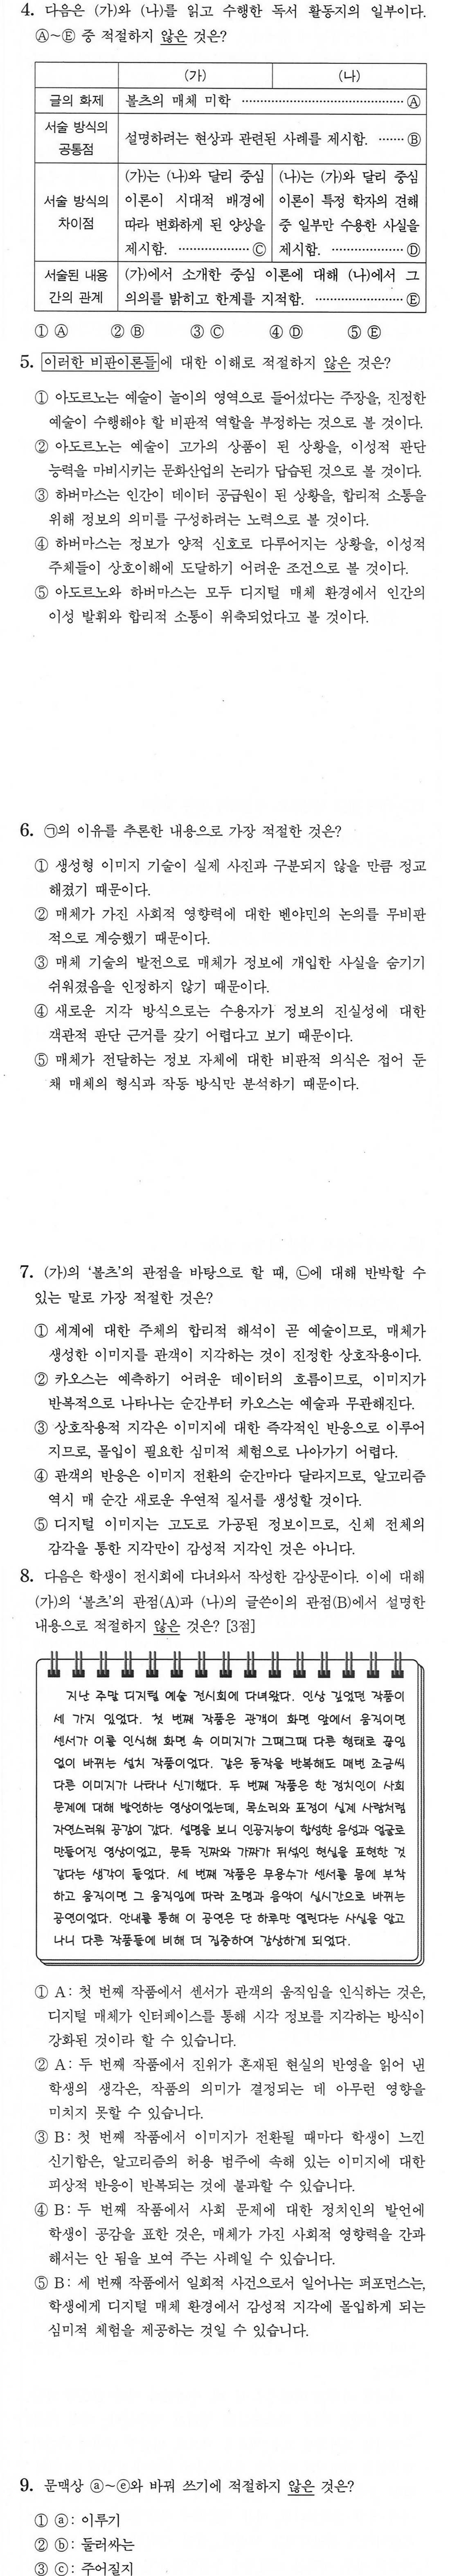 4. 다음은 (가)와 (나)를 읽고 수행한 독서 활동지의 일부이다.
Ⓐ~Ⓔ 중 적절하지 않은 것은?
(가) (나)
글의 화제 볼츠의 매체 미학 ⋯⋯⋯⋯⋯⋯⋯⋯⋯⋯⋯⋯ Ⓐ
서술 방식의 공통점 설명하려는 현상과 관련된 사례를 제시함. ⋯⋯ Ⓑ
서술 방식의 차이점
(가)는 (나)와 달리 중심
이론이 시대적 배경에
따라 변화하게 된 양상을
제시함. ⋯⋯⋯⋯⋯⋯ Ⓒ
(나)는 (가)와 달리 중심
이론이 특정 학자의 견해
중 일부만 수용한 사실을
제시함. ⋯⋯⋯⋯⋯⋯ Ⓓ
서술된 내용 간의 관계
(가)에서 소개한 중심 이론에 대해 (나)에서 그
의의를 밝히고 한계를 지적함. ⋯⋯⋯⋯⋯⋯⋯ Ⓔ
① Ⓐ ② Ⓑ ③ Ⓒ ④ Ⓓ ⑤ Ⓔ
5. 이러한 비판이론들에 대한 이해로 적절하지 않은 것은?
① 아도르노는 예술이 놀이의 영역으로 들어섰다는 주장을, 진정한
예술이 수행해야 할 비판적 역할을 부정하는 것으로 볼 것이다.
② 아도르노는 예술이 고가의 상품이 된 상황을, 이성적 판단
능력을 마비시키는 문화산업의 논리가 답습된 것으로 볼 것이다.
③ 하버마스는 인간이 데이터 공급원이 된 상황을, 합리적 소통을
위해 정보의 의미를 구성하려는 노력으로 볼 것이다.
④ 하버마스는 정보가 양적 신호로 다루어지는 상황을, 이성적
주체들이 상호이해에 도달하기 어려운 조건으로 볼 것이다.
⑤ 아도르노와 하버마스는 모두 디지털 매체 환경에서 인간의
이성 발휘와 합리적 소통이 위축되었다고 볼 것이다.
6. ㉠의 이유를 추론한 내용으로 가장 적절한 것은?
① 생성형 이미지 기술이 실제 사진과 구분되지 않을 만큼 정교
해졌기 때문이다.
② 매체가 가진 사회적 영향력에 대한 벤야민의 논의를 무비판
적으로 계승했기 때문이다.
③ 매체 기술의 발전으로 매체가 정보에 개입한 사실을 숨기기
쉬워졌음을 인정하지 않기 때문이다.
④ 새로운 지각 방식으로는 수용자가 정보의 진실성에 대한
객관적 판단 근거를 갖기 어렵다고 보기 때문이다.
⑤ 매체가 전달하는 정보 자체에 대한 비판적 의식은 접어 둔
채 매체의 형식과 작동 방식만 분석하기 때문이다.
7. (가)의 ‘볼츠’의 관점을 바탕으로 할 때, ㉡에 대해 반박할 수
있는 말로 가장 적절한 것은?
① 세계에 대한 주체의 합리적 해석이 곧 예술이므로, 매체가
생성한 이미지를 관객이 지각하는 것이 진정한 상호작용이다.
② 카오스는 예측하기 어려운 데이터의 흐름이므로, 이미지가
반복적으로 나타나는 순간부터 카오스는 예술과 무관해진다.
③ 상호작용적 지각은 이미지에 대한 즉각적인 반응으로 이루어
지므로, 몰입이 필요한 심미적 체험으로 나아가기 어렵다.
④ 관객의 반응은 이미지 전환의 순간마다 달라지므로, 알고리즘
역시 매 순간 새로운 우연적 질서를 생성할 것이다.
⑤ 디지털 이미지는 고도로 가공된 정보이므로, 신체 전체의
감각을 통한 지각만이 감성적 지각인 것은 아니다.
8. 다음은 학생이 전시회에 다녀와서 작성한 감상문이다. 이에 대해
(가)의 ‘볼츠’의 관점(A)과 (나)의 글쓴이의 관점(B)에서 설명한
내용으로 적절하지 않은 것은? [3점]
지난 주말 디지털 예술 전시회에 다녀왔다. 인상 깊었던 작품이
세 가지 있었다. 첫 번째 작품은 관객이 화면 앞에서 움직이면
센서가 이를 인식해 화면 속 이미지가 그때그때 다른 형태로 끊임
없이 바뀌는 설치 작품이었다. 같은 동작을 반복해도 매번 조금씩
다른 이미지가 나타나 신기했다. 두 번째 작품은 한 정치인이 사회
문제에 대해 발언하는 영상이었는데, 목소리와 표정이 실제 사람처럼
자연스러워 공감이 갔다. 설명을 보니 인공지능이 합성한 음성과 얼굴로
만들어진 영상이었고, 문득 진짜와 가짜가 뒤섞인 현실을 표현한 것
같다는 생각이 들었다. 세 번째 작품은 무용수가 센서를 몸에 부착
하고 움직이면 그 움직임에 따라 조명과 음악이 실시간으로 바뀌는
공연이었다. 안내를 통해 이 공연은 단 하루만 열린다는 사실을 알고
나니 다른 작품들에 비해 더 집중하여 감상하게 되었다.
① A: 첫 번째 작품에서 센서가 관객의 움직임을 인식하는 것은,
디지털 매체가 인터페이스를 통해 시각 정보를 지각하는 방식이
강화된 것이라 할 수 있습니다.
② A: 두 번째 작품에서 진위가 혼재된 현실의 반영을 읽어 낸
학생의 생각은, 작품의 의미가 결정되는 데 아무런 영향을
미치지 못할 수 있습니다.
③ B: 첫 번째 작품에서 이미지가 전환될 때마다 학생이 느낀
신기함은, 알고리즘의 허용 범주에 속해 있는 이미지에 대한
피상적 반응이 반복되는 것에 불과할 수 있습니다.
④ B: 두 번째 작품에서 사회 문제에 대한 정치인의 발언에
학생이 공감을 표한 것은, 매체가 가진 사회적 영향력을 간과
해서는 안 됨을 보여 주는 사례일 수 있습니다.
⑤ B: 세 번째 작품에서 일회적 사건으로서 일어나는 퍼포먼스는,
학생에게 디지털 매체 환경에서 감성적 지각에 몰입하게 되는
심미적 체험을 제공하는 것일 수 있습니다.
9. 문맥상 ⓐ~ⓔ와 바꿔 쓰기에 적절하지 않은 것은?
① ⓐ: 이루기
② ⓑ: 둘러싸는
③ ⓒ: 주어질지